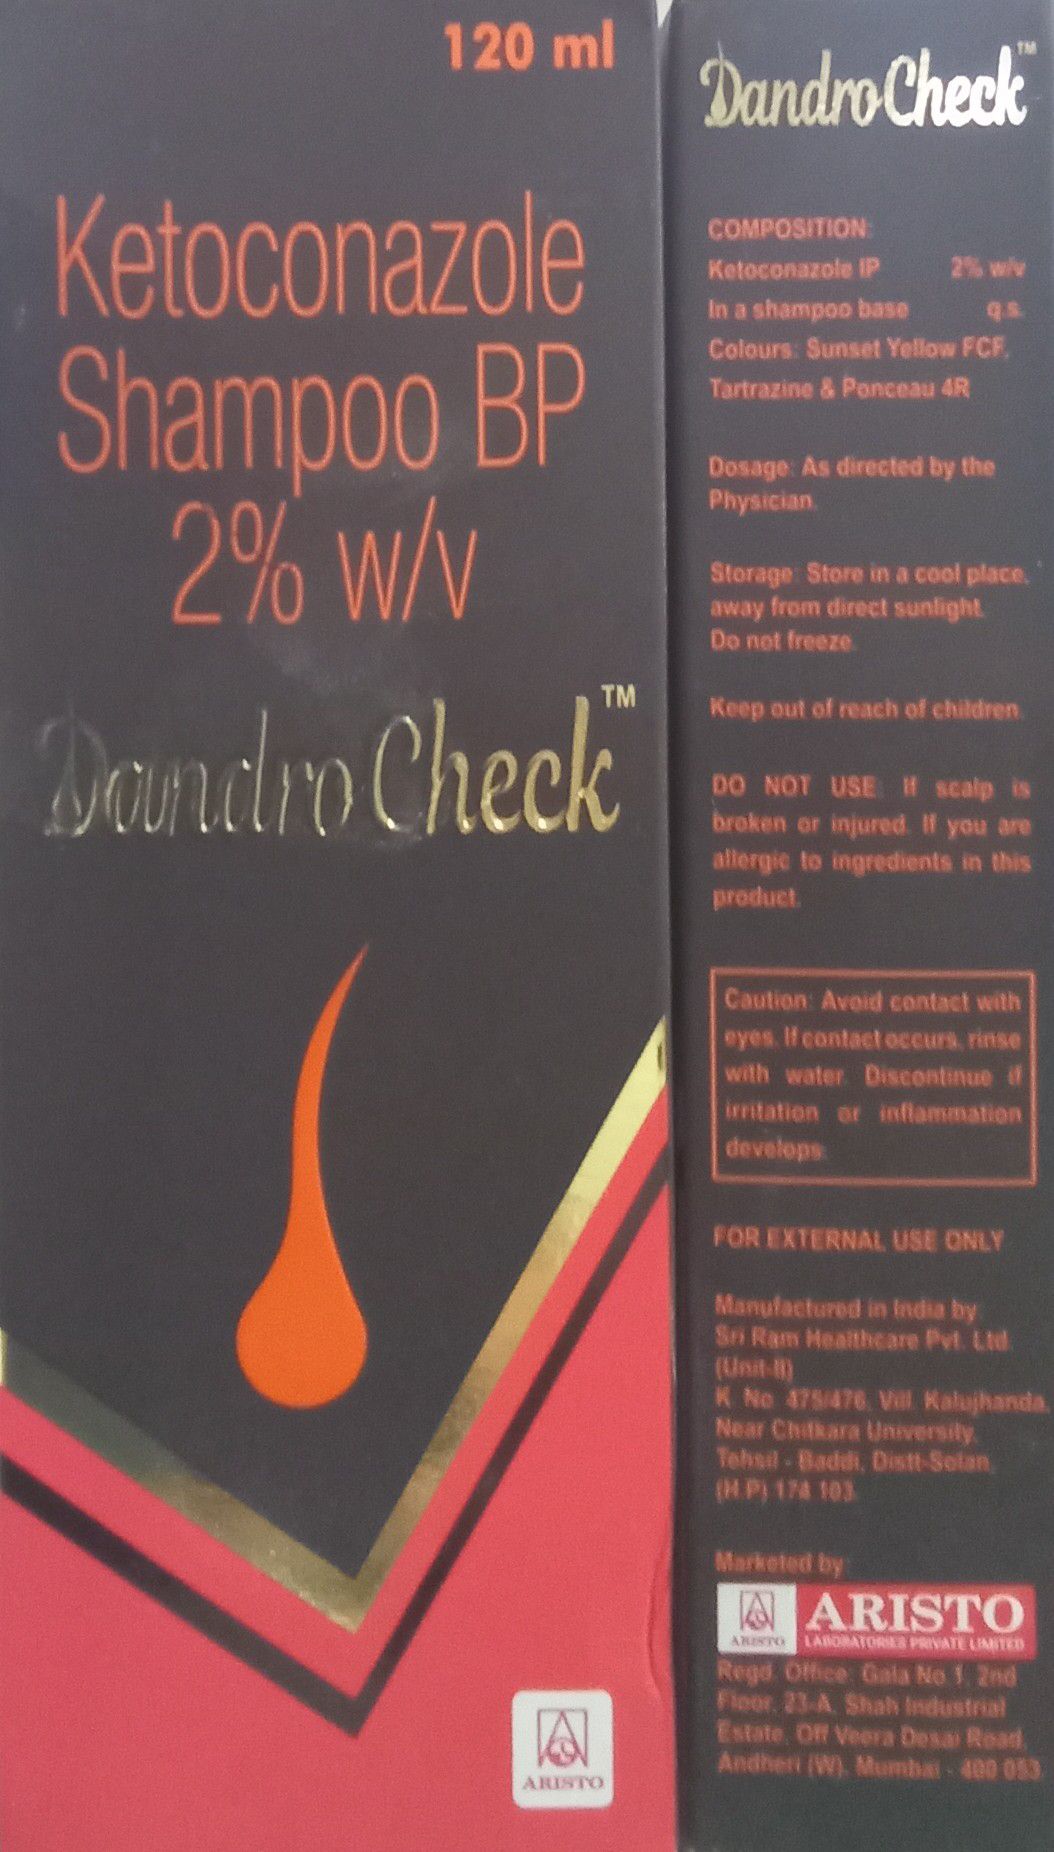 120 ml
Ketoconazole
Shampoo BP
2% w/v
DandroCheck™
ARISTO
DandroCheck™
COMPOSITION:
Ketoconazole IP 2% w/v
In a shampoo base q.s.
Colours: Sunset Yellow FCF,
Tartrazine & Ponceau 4R
Dosage: As directed by the
Physician.
Storage: Store in a cool place,
away from direct sunlight.
Do not freeze.
Keep out of reach of children.
DO NOT USE: If scalp is
broken or injured. If you are
allergic to ingredients in this
product.
Caution: Avoid contact with
eyes. If contact occurs, rinse
with water. Discontinue if
irritation or inflammation
develops.
FOR EXTERNAL USE ONLY
Manufactured in India by:
Sri Ram Healthcare Pvt. Ltd.
(Unit-II)
K. No. 475/476, Vill. Kalujhanda,
Near Chitkara University,
Tehsil - Baddi, Distt-Solan,
(H.P) 174 103.
Marketed by:
ARISTO ARISTO
LABORATORIES PRIVATE LIMITED
Regd. Office: Gala No.1, 2nd
Floor, 23-A, Shah Industrial
Estate, Off Veera Desai Road,
Andheri (W), Mumbai - 400 053.